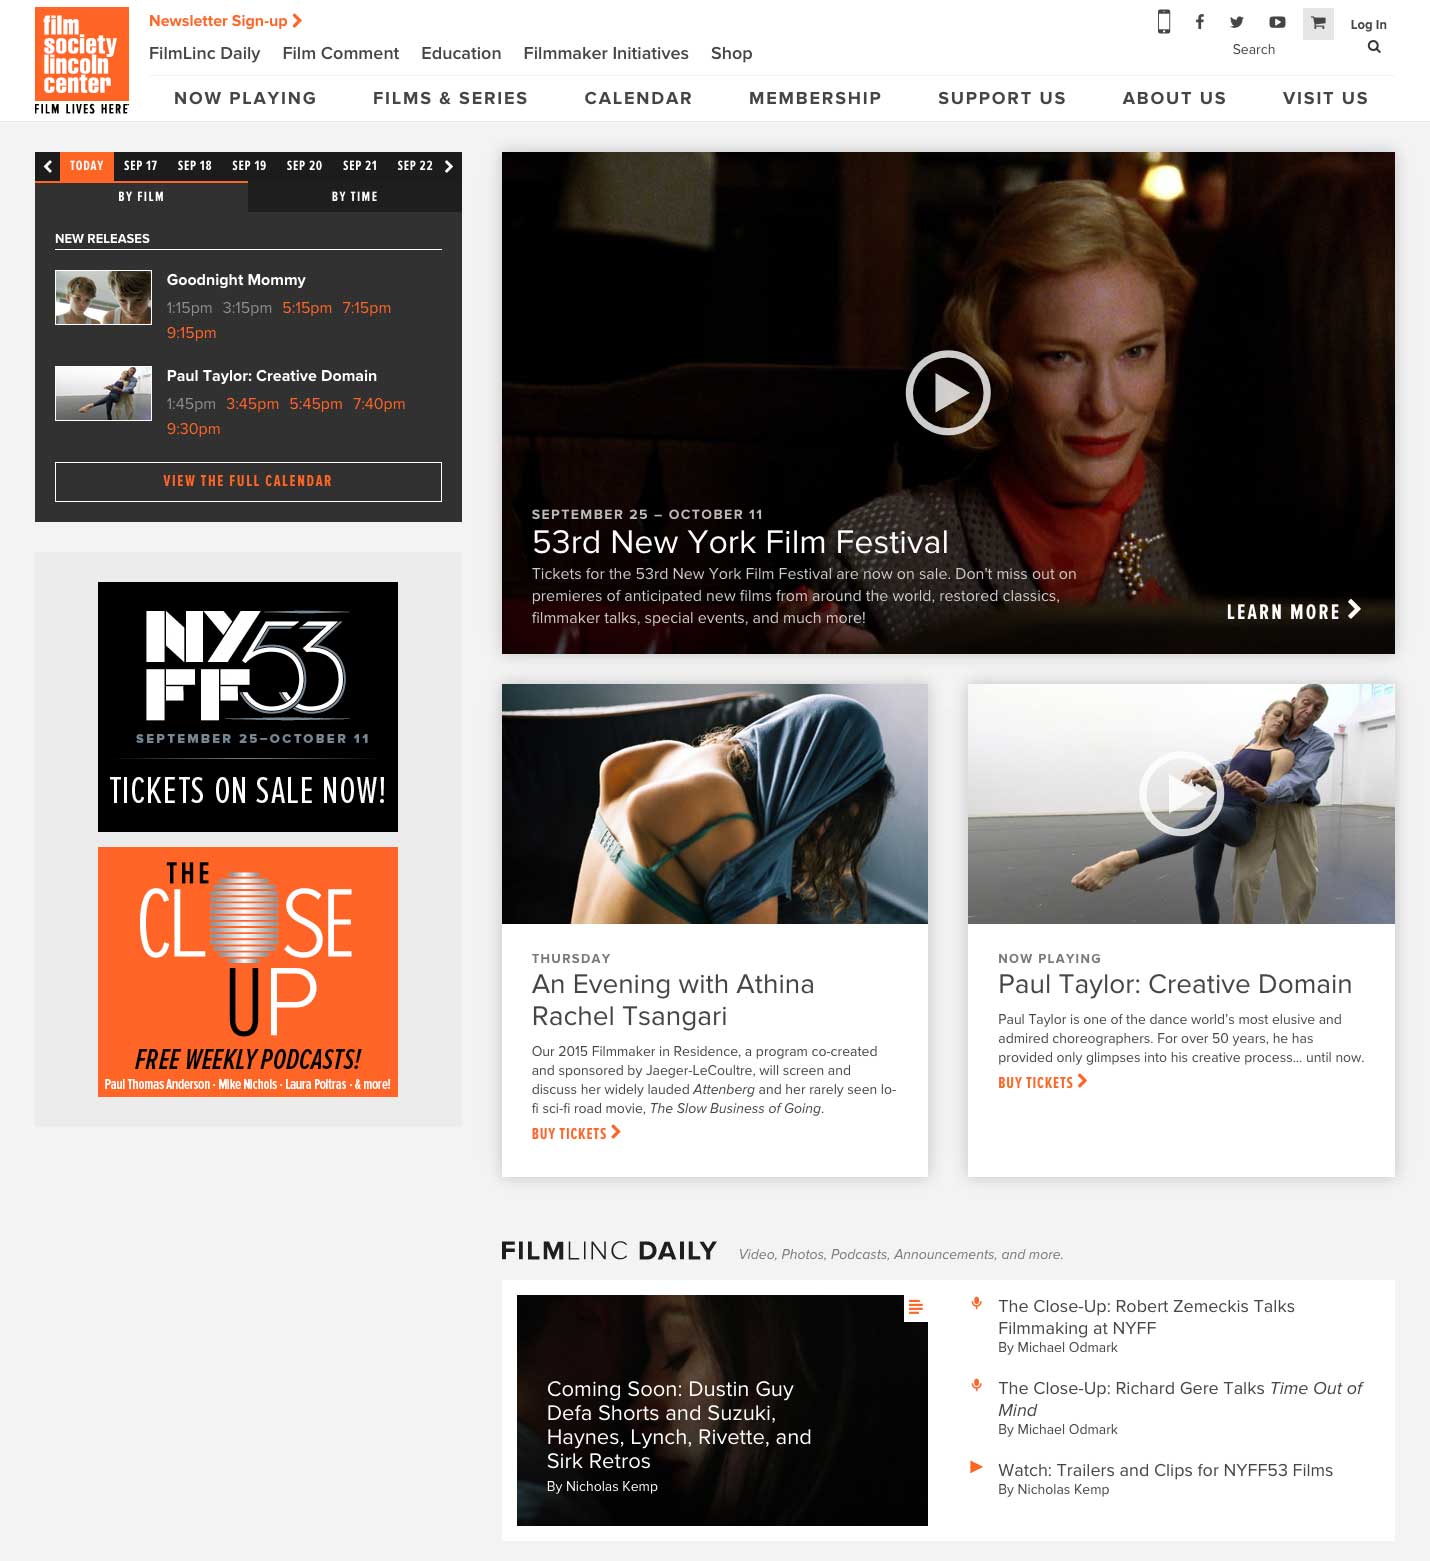 film
society
lincoln
center
FILM LIVES HERE
Newsletter Sign-up
FilmLinc Daily Film Comment Education Filmmaker Initiatives Shop
Log In
Search
NOW PLAYING FILMS & SERIES CALENDAR MEMBERSHIP SUPPORT US ABOUT US VISIT US
TODAY SEP 17 SEP 18 SEP 19 SEP 20 SEP 21 SEP 22
BY FILM BY TIME
NEW RELEASES
Goodnight Mommy
1:15pm 3:15pm 5:15pm 7:15pm
9:15pm
Paul Taylor: Creative Domain
1:45pm 3:45pm 5:45pm 7:40pm
9:30pm
VIEW THE FULL CALENDAR
SEPTEMBER 25 – OCTOBER 11
53rd New York Film Festival
Tickets for the 53rd New York Film Festival are now on sale. Don't miss out on
premieres of anticipated new films from around the world, restored classics,
filmmaker talks, special events, and much more!
LEARN MORE
NY
FF53
SEPTEMBER 25–OCTOBER 11
TICKETS ON SALE NOW!
THE
CLOSE
UP
FREE WEEKLY PODCASTS!
Paul Thomas Anderson · Mike Nichols · Laura Poitras · & more!
THURSDAY
An Evening with Athina
Rachel Tsangari
Our 2015 Filmmaker in Residence, a program co-created
and sponsored by Jaeger-LeCoultre, will screen and
discuss her widely lauded Attenberg and her rarely seen lo-
fi sci-fi road movie, The Slow Business of Going.
BUY TICKETS
NOW PLAYING
Paul Taylor: Creative Domain
Paul Taylor is one of the dance world's most elusive and
admired choreographers. For over 50 years, he has
provided only glimpses into his creative process... until now.
BUY TICKETS
FILMLINC DAILY Video, Photos, Podcasts, Announcements, and more.
Coming Soon: Dustin Guy
Defa Shorts and Suzuki,
Haynes, Lynch, Rivette, and
Sirk Retros
By Nicholas Kemp
The Close-Up: Robert Zemeckis Talks
Filmmaking at NYFF
By Michael Odmark
The Close-Up: Richard Gere Talks Time Out of
Mind
By Michael Odmark
Watch: Trailers and Clips for NYFF53 Films
By Nicholas Kemp